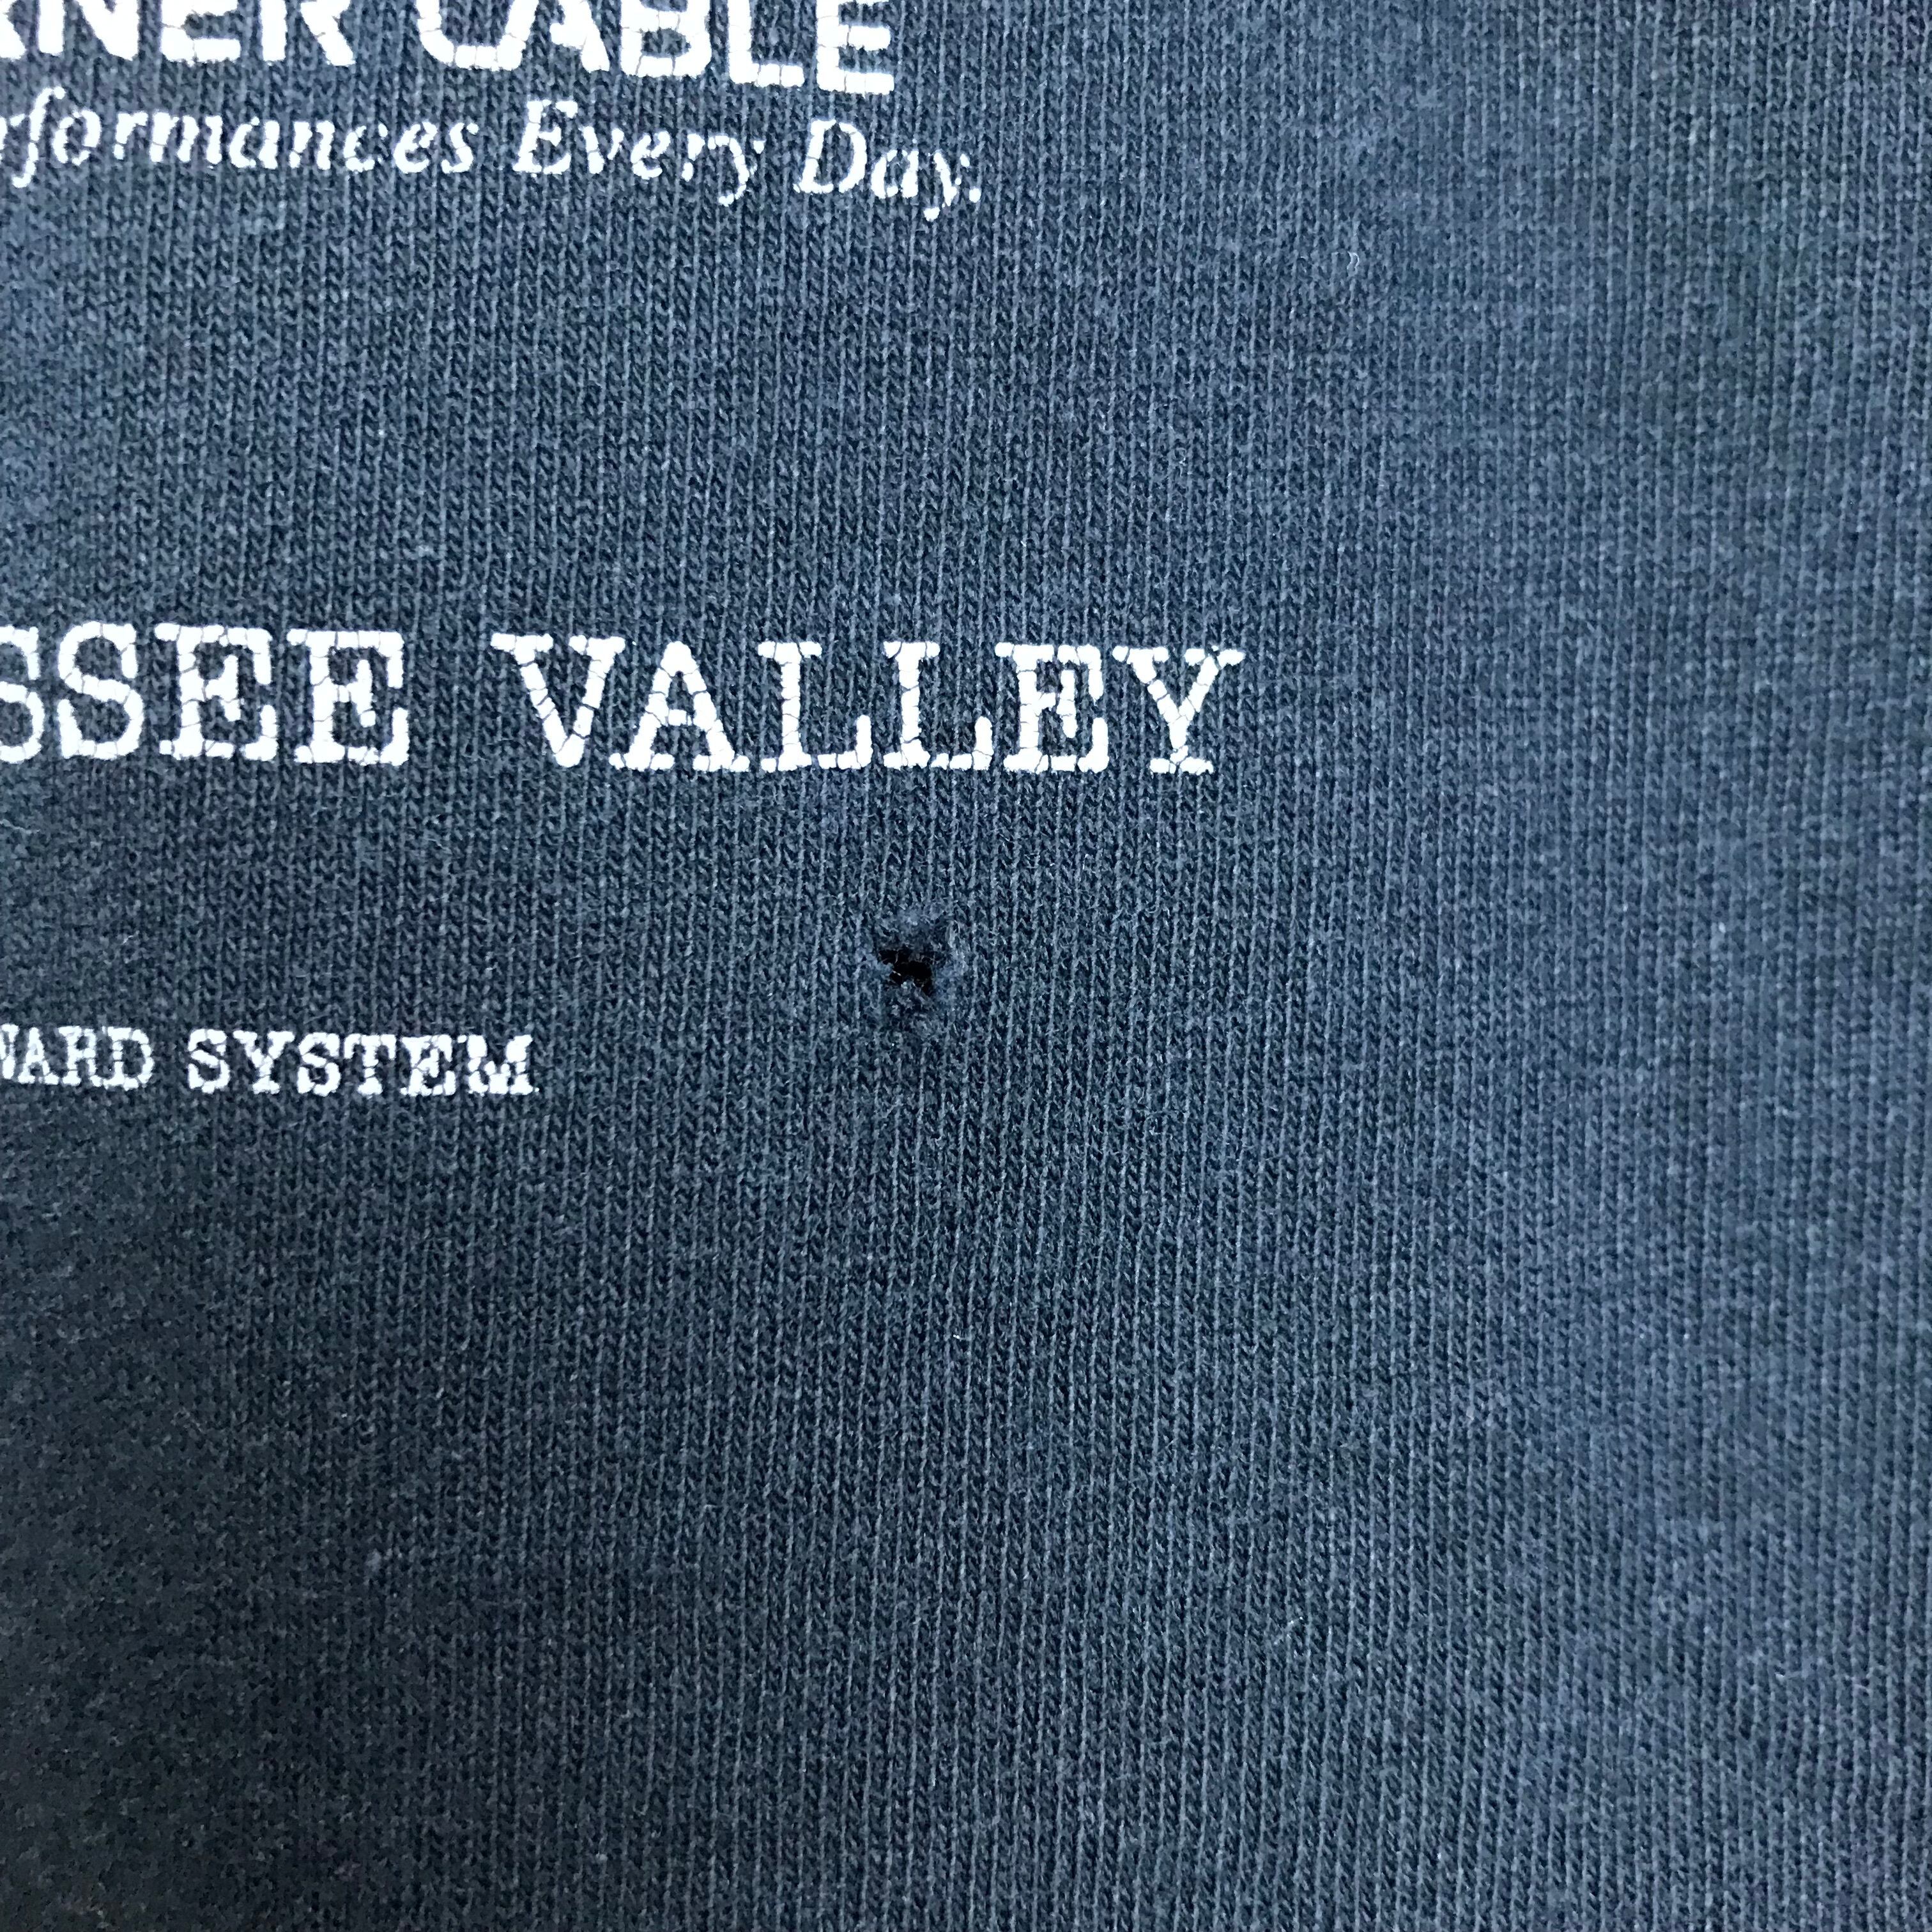 RNER CABLE
rformances Every Day.
SSEE VALLEY
WARD SYSTEM